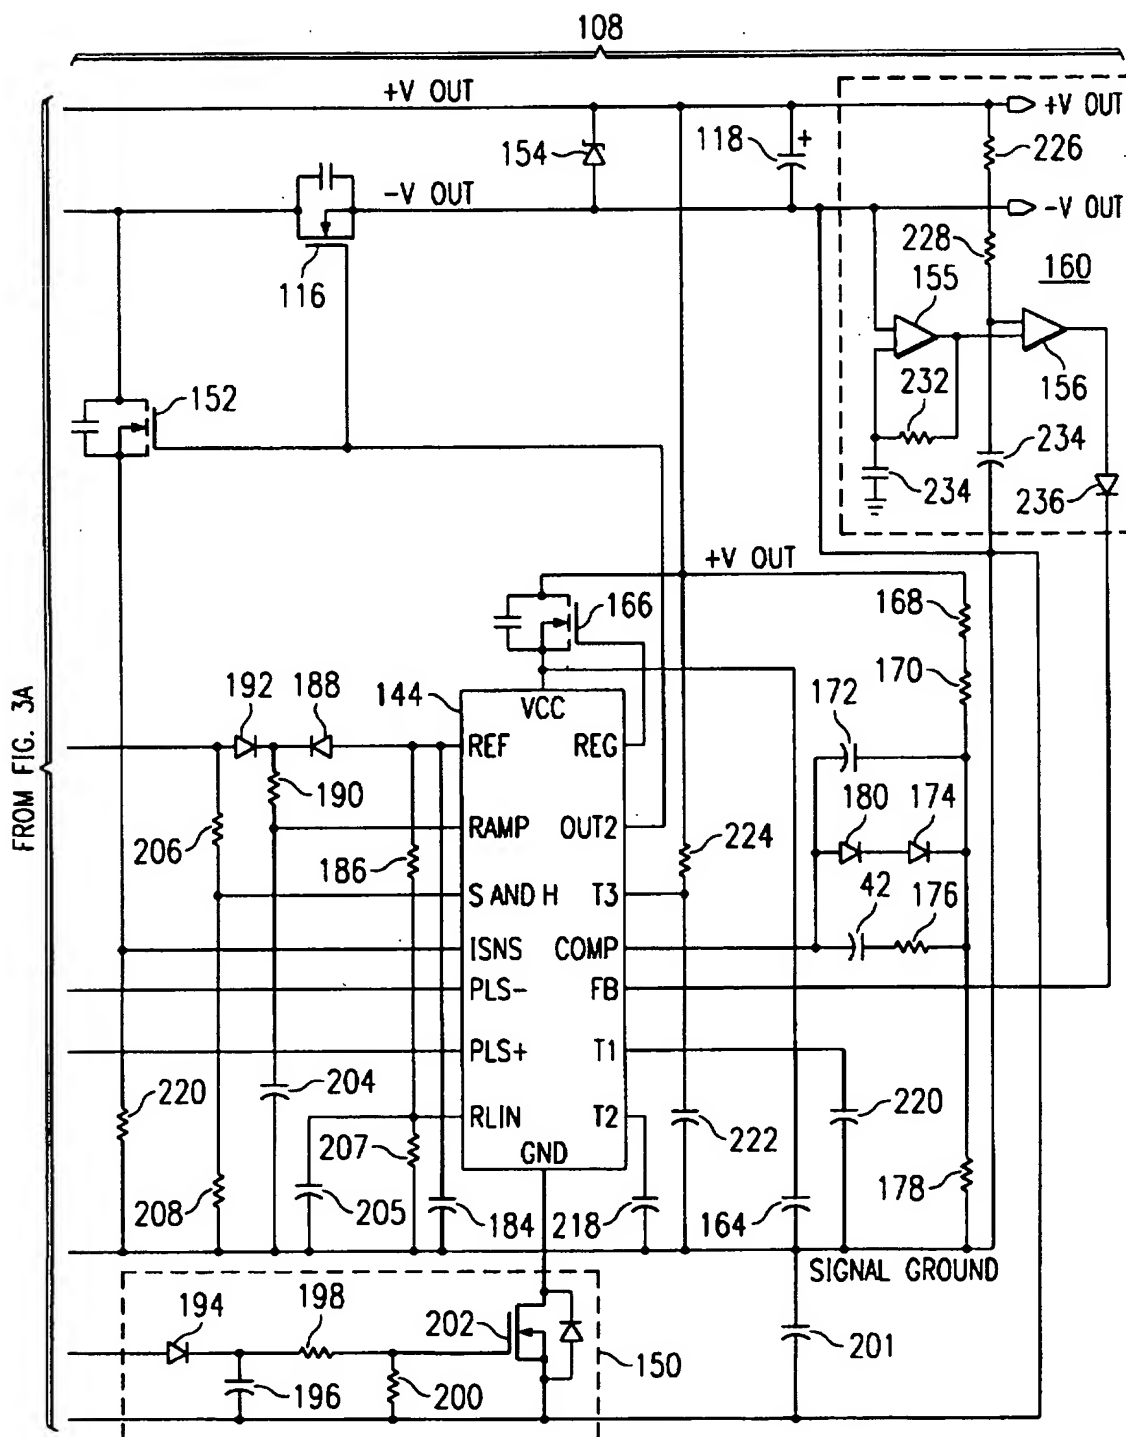 108
+V OUT
+V OUT
154
118
+
226
-V OUT
-V OUT
228
160
155
116
156
232
152
234
234
236
+V OUT
166
168
170
192
188
144
VCC
172
REF
REG
190
180
174
RAMP
OUT2
206
224
186
42
176
S AND H
T3
ISNS
COMP
PLS-
FB
PLS+
T1
220
204
220
RLIN
T2
207
222
GND
178
208
205
184
218
164
SIGNAL GROUND
194
198
202
201
150
196
200
FROM FIG. 3A